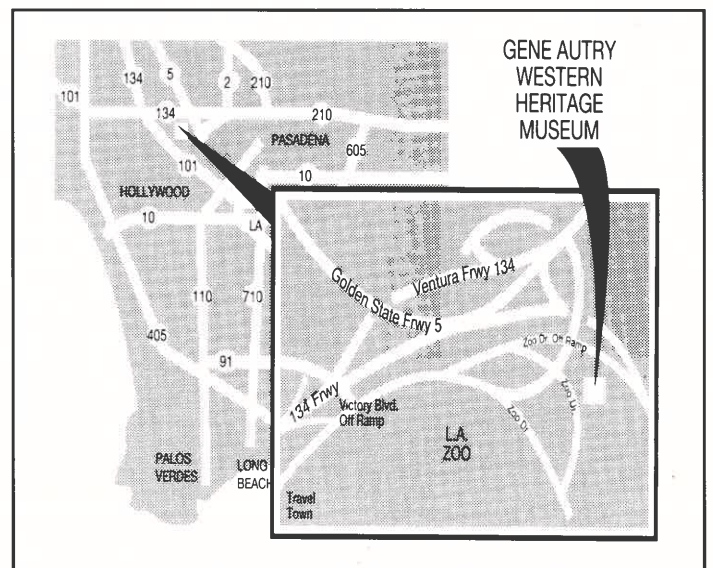 GENE AUTRY
WESTERN
HERITAGE
MUSEUM
101
134
5
2
210
134
210
PASADENA
605
101
10
HOLLYWOOD
10
LA
110
710
405
91
PALOS
VERDES
LONG
BEACH
Golden State Frwy 5
Ventura Frwy 134
Zoo Dr. Off Ramp
134 Frwy
Victory Blvd.
Off Ramp
Zoo Dr.
Zoo Dr.
L.A.
ZOO
Travel
Town